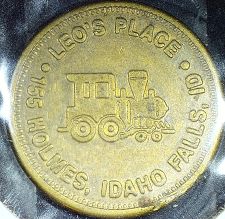 LEO'S PLACE
• 155 HOLMES, IDAHO FALLS, ID •